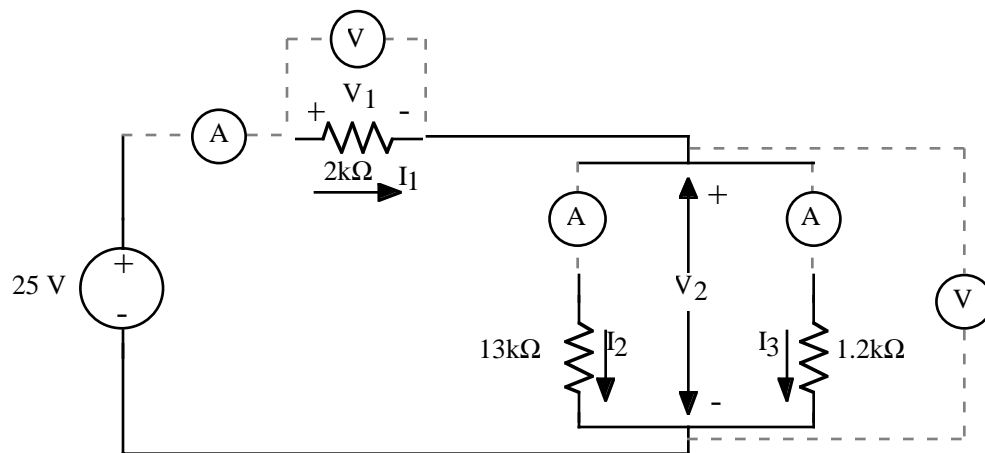 V
V1
+ -
A
2kΩ
I1
+
A
A
+
25 V
V2
V
-
13kΩ
I2
I3
1.2kΩ
-